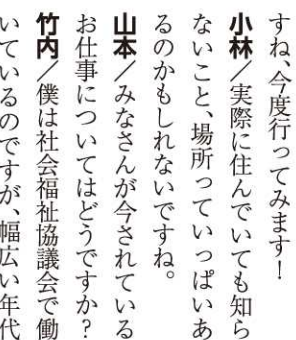 すね、今度行ってみます！
小林／実際に住んでいても知ら
ないこと、場所っていっぱいあ
るのかもしれないですね。
山本／みなさんが今されている
お仕事についてはどうですか？
竹内／僕は社会福祉協議会で働
いているのですが、幅広い年代